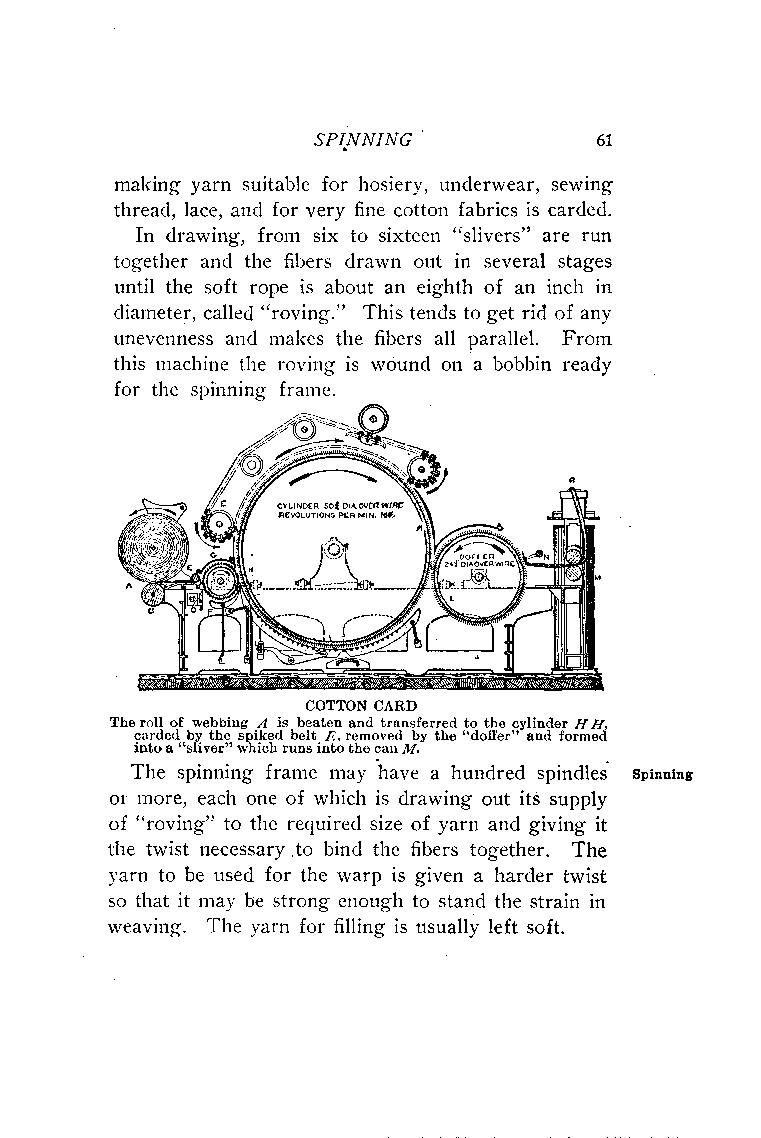 SPINNING 61
making yarn suitable for hosiery, underwear, sewing
thread, lace, and for very fine cotton fabrics is carded.
In drawing, from six to sixteen “slivers” are run
together and the fibers drawn out in several stages
until the soft rope is about an eighth of an inch in
diameter, called “roving.” This tends to get rid of any
unevenness and makes the fibers all parallel. From
this machine the roving is wound on a bobbin ready
for the spinning frame.
CYLINDER DIA. OVER WIRE
REVOLUTIONS PER MIN.
DOFFER
DIA OVER WIRE
COTTON CARD
The roll of webbing A is beaten and transferred to the cylinder H H,
carded by the spiked belt E, removed by the “doffer” and formed
into a “sliver” which runs into the can M.
The spinning frame may have a hundred spindles Spinning
or more, each one of which is drawing out its supply
of “roving” to the required size of yarn and giving it
the twist necessary to bind the fibers together. The
yarn to be used for the warp is given a harder twist
so that it may be strong enough to stand the strain in
weaving. The yarn for filling is usually left soft.